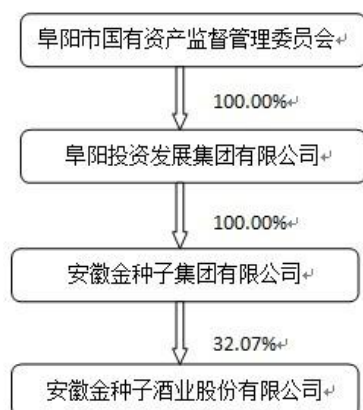 阜阳市国有资产监督管理委员会↵
100.00%↵
阜阳投资发展集团有限公司↵
100.00%↵
安徽金种子集团有限公司↵
32.07%↵
安徽金种子酒业股份有限公司↵